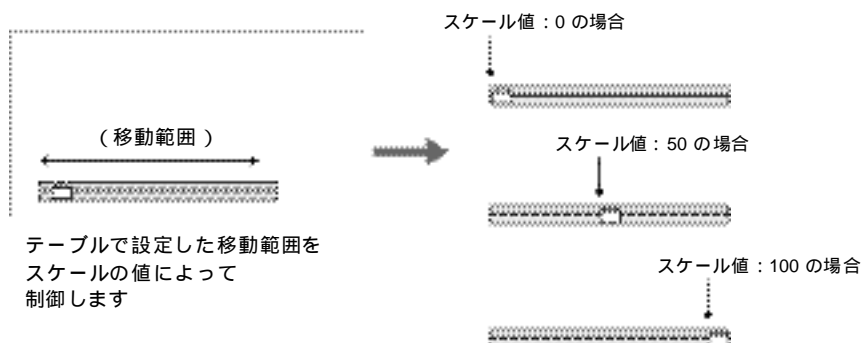 スケール値：0 の場合
（移動範囲）
スケール値：50 の場合
テーブルで設定した移動範囲を
スケールの値によって
制御します
スケール値：100 の場合